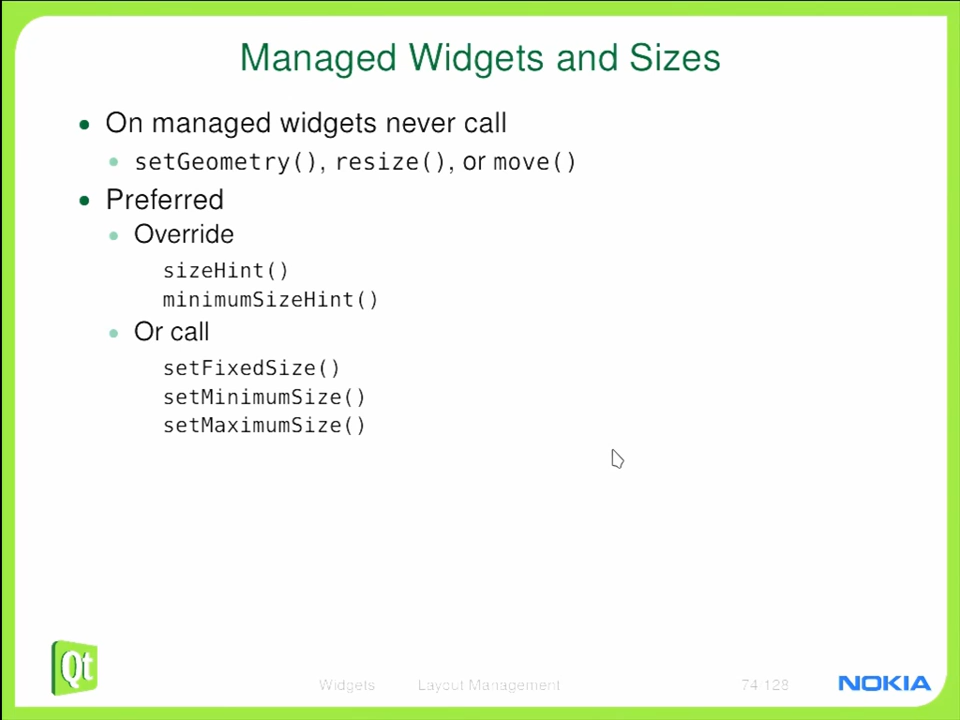 Managed Widgets and Sizes
• On managed widgets never call
• setGeometry(), resize(), or move()
• Preferred
• Override
sizeHint()
minimumSizeHint()
• Or call
setFixedSize()
setMinimumSize()
setMaximumSize()
Qt
Widgets Layout Management 74/128
NOKIA